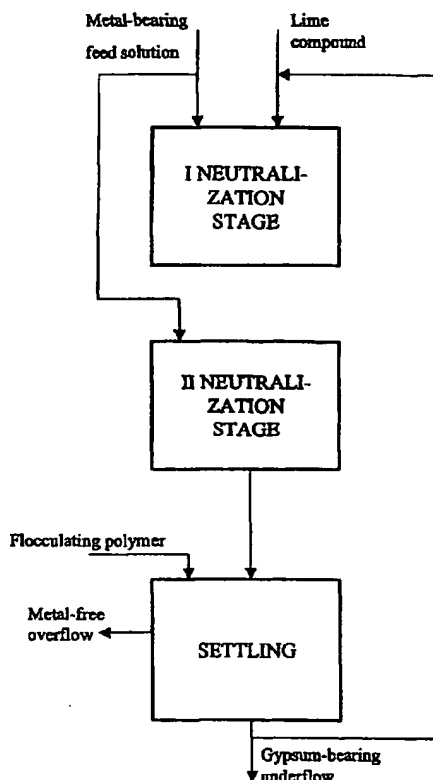 Metal-bearing
feed solution
Lime
compound
I NEUTRALI-
ZATION
STAGE
II NEUTRALI-
ZATION
STAGE
Flocculating polymer
Metal-free
overflow
SETTLING
Gypsum-bearing
underflow